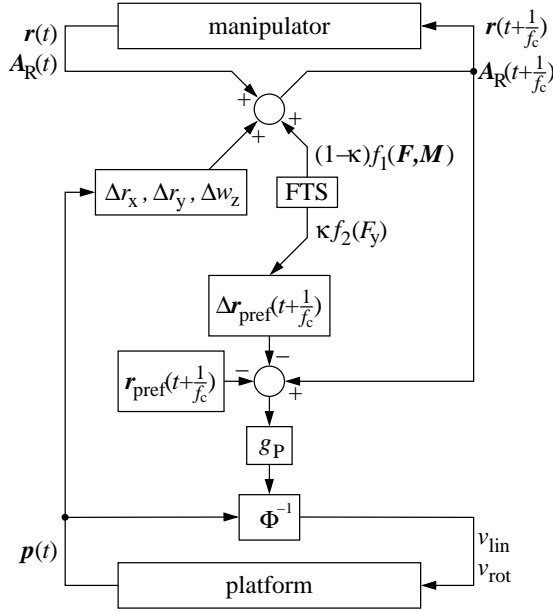 manipulator
r(t)
A_R(t)
r(t+1/f_c)
A_R(t+1/f_c)
+
+
+
+
(1−κ)f_1(F,M)
Δr_x , Δr_y , Δw_z
FTS
κf_2(F_y)
Δr_pref(t+1/f_c)
−
−
+
r_pref(t+1/f_c)
g_P
Φ^−1
p(t)
v_lin
v_rot
platform